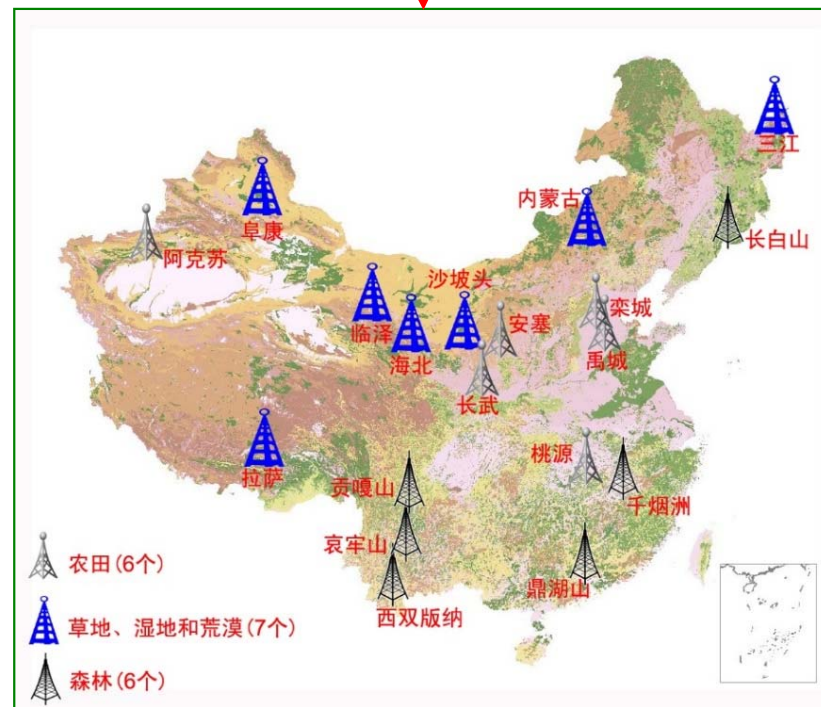 三江
内蒙古
长白山
阜康
阿克苏
沙坡头
栾城
临泽
安塞
海北
禹城
长武
桃源
拉萨
贡嘎山
千烟洲
哀牢山
农田(6个)
鼎湖山
西双版纳
草地、湿地和荒漠(7个)
森林(6个)